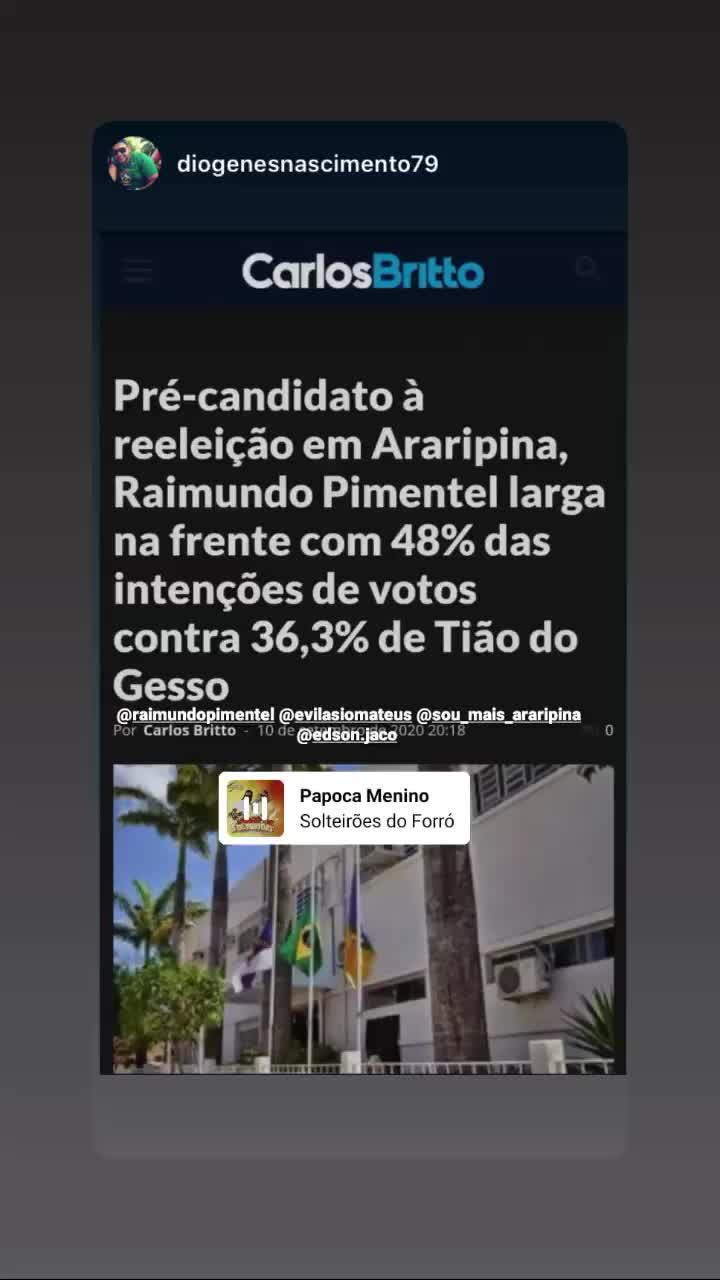 diogenesnascimento79
CarlosBritto
Pré-candidato à
reeleição em Araripina,
Raimundo Pimentel larga
na frente com 48% das
intenções de votos
contra 36,3% de Tião do
Gesso
@raimundopimentel @evilasiomateus @sou_mais_araripina
@edson.jaco
Por Carlos Britto - 10 de setembro de 2020 20:18 0
Papoca Menino
Solteirões do Forró